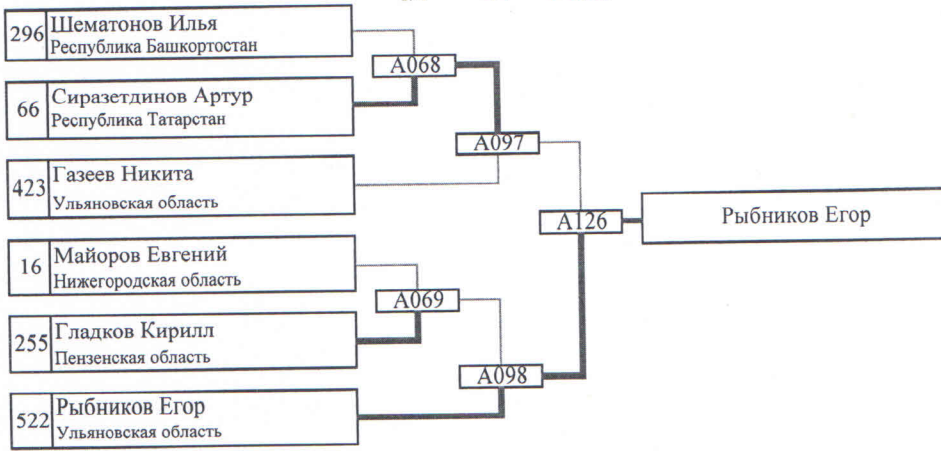 296 Шематонов Илья
Республика Башкортостан
A068
66 Сиразетдинов Артур
Республика Татарстан
A097
423 Газеев Никита
Ульяновская область
A126
Рыбников Егор
16 Майоров Евгений
Нижегородская область
A069
255 Гладков Кирилл
Пензенская область
A098
522 Рыбников Егор
Ульяновская область